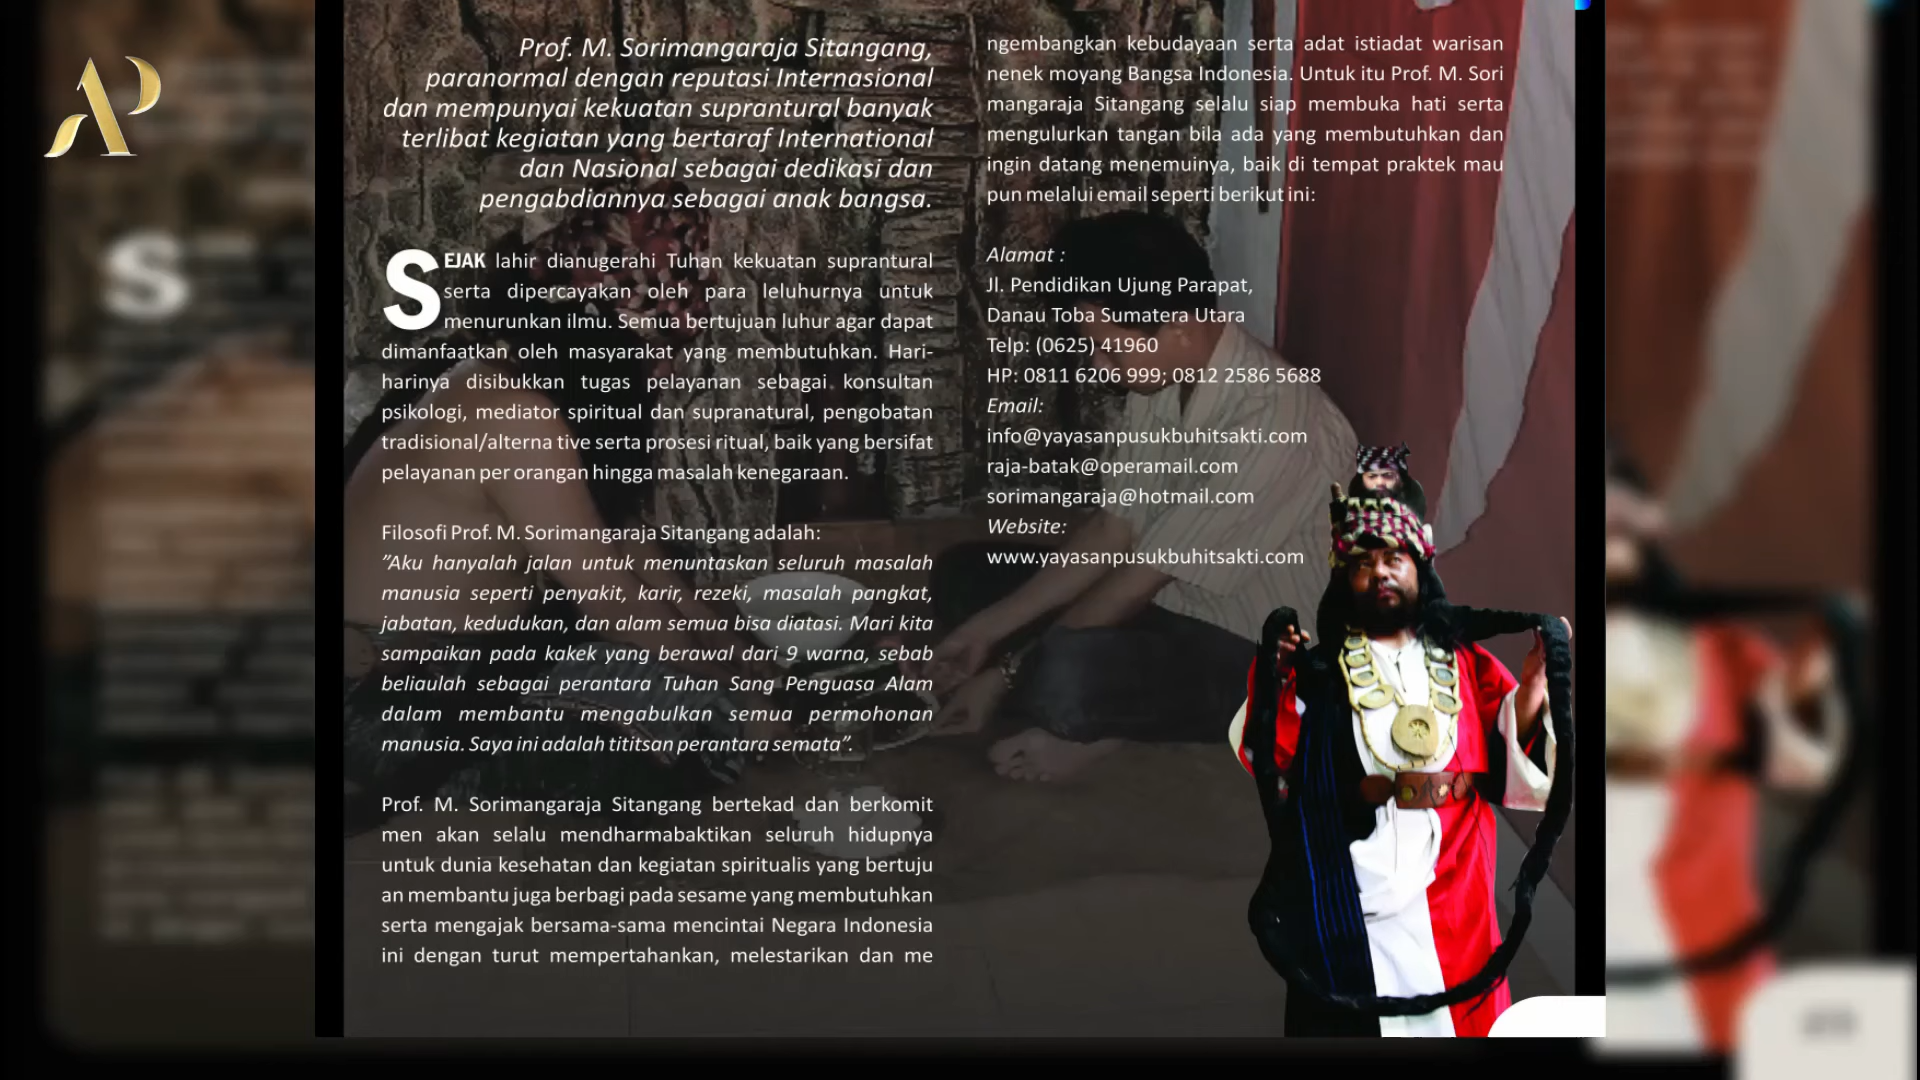 AP
Prof. M. Sorimangaraja Sitangang,
paranormal dengan reputasi Internasional
dan mempunyai kekuatan suprantural banyak
terlibat kegiatan yang bertaraf International
dan Nasional sebagai dedikasi dan
pengabdiannya sebagai anak bangsa.
SEJAK lahir dianugerahi Tuhan kekuatan suprantural
serta dipercayakan oleh para leluhurnya untuk
menurunkan ilmu. Semua bertujuan luhur agar dapat
dimanfaatkan oleh masyarakat yang membutuhkan. Hari-
harinya disibukkan tugas pelayanan sebagai konsultan
psikologi, mediator spiritual dan supranatural, pengobatan
tradisional/alterna tive serta prosesi ritual, baik yang bersifat
pelayanan per orangan hingga masalah kenegaraan.
Filosofi Prof. M. Sorimangaraja Sitangang adalah:
”Aku hanyalah jalan untuk menuntaskan seluruh masalah
manusia seperti penyakit, karir, rezeki, masalah pangkat,
jabatan, kedudukan, dan alam semua bisa diatasi. Mari kita
sampaikan pada kakek yang berawal dari 9 warna, sebab
beliaulah sebagai perantara Tuhan Sang Penguasa Alam
dalam membantu mengabulkan semua permohonan
manusia. Saya ini adalah tititsan perantara semata”.
Prof. M. Sorimangaraja Sitangang bertekad dan berkomit
men akan selalu mendharmabaktikan seluruh hidupnya
untuk dunia kesehatan dan kegiatan spiritualis yang bertuju
an membantu juga berbagi pada sesame yang membutuhkan
serta mengajak bersama-sama mencintai Negara Indonesia
ini dengan turut mempertahankan, melestarikan dan me
ngembangkan kebudayaan serta adat istiadat warisan
nenek moyang Bangsa Indonesia. Untuk itu Prof. M. Sori
mangaraja Sitangang selalu siap membuka hati serta
mengulurkan tangan bila ada yang membutuhkan dan
ingin datang menemuinya, baik di tempat praktek mau
pun melalui email seperti berikut ini:
Alamat :
Jl. Pendidikan Ujung Parapat,
Danau Toba Sumatera Utara
Telp: (0625) 41960
HP: 0811 6206 999; 0812 2586 5688
Email:
info@yayasanpusukbuhitsakti.com
raja-batak@operamail.com
sorimangaraja@hotmail.com
Website:
www.yayasanpusukbuhitsakti.com